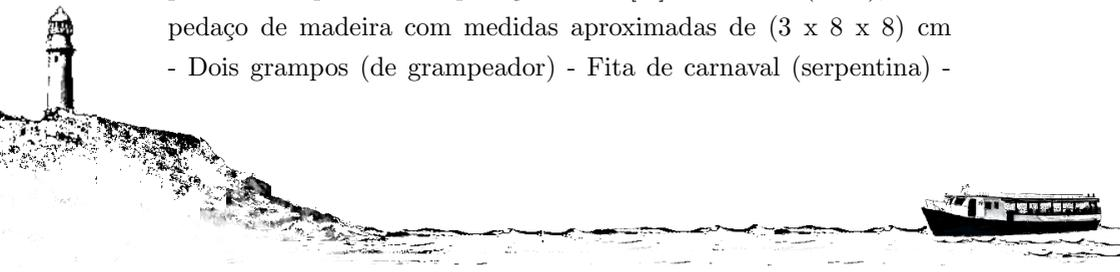 pedaço de madeira com medidas aproximadas de (3 x 8 x 8) cm
- Dois grampos (de grampeador) - Fita de carnaval (serpentina) -